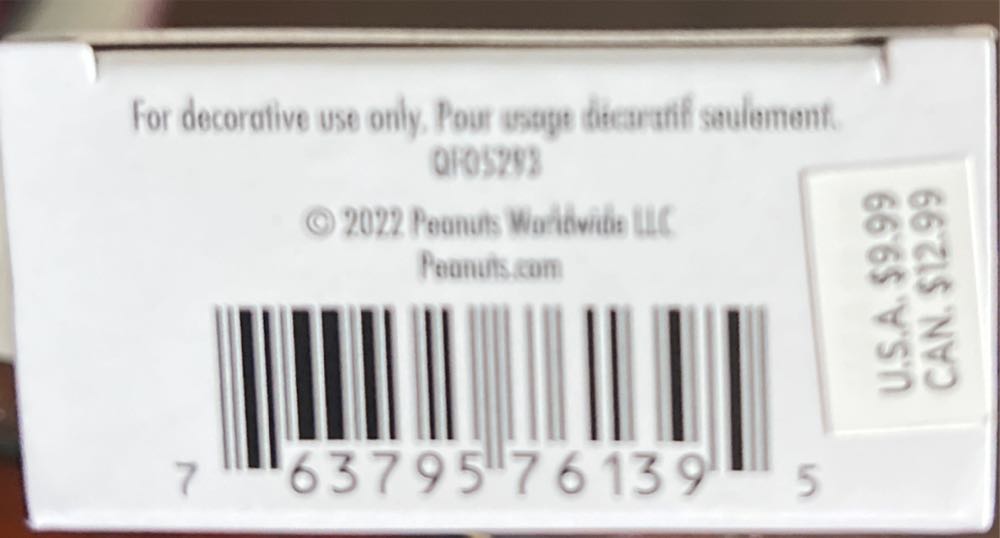 For decorative use only. Pour usage décoratif seulement.
QFO5293
© 2022 Peanuts Worldwide LLC
Peanuts.com
U.S.A. $9.99
CAN. $12.99
7 63795 76139 5